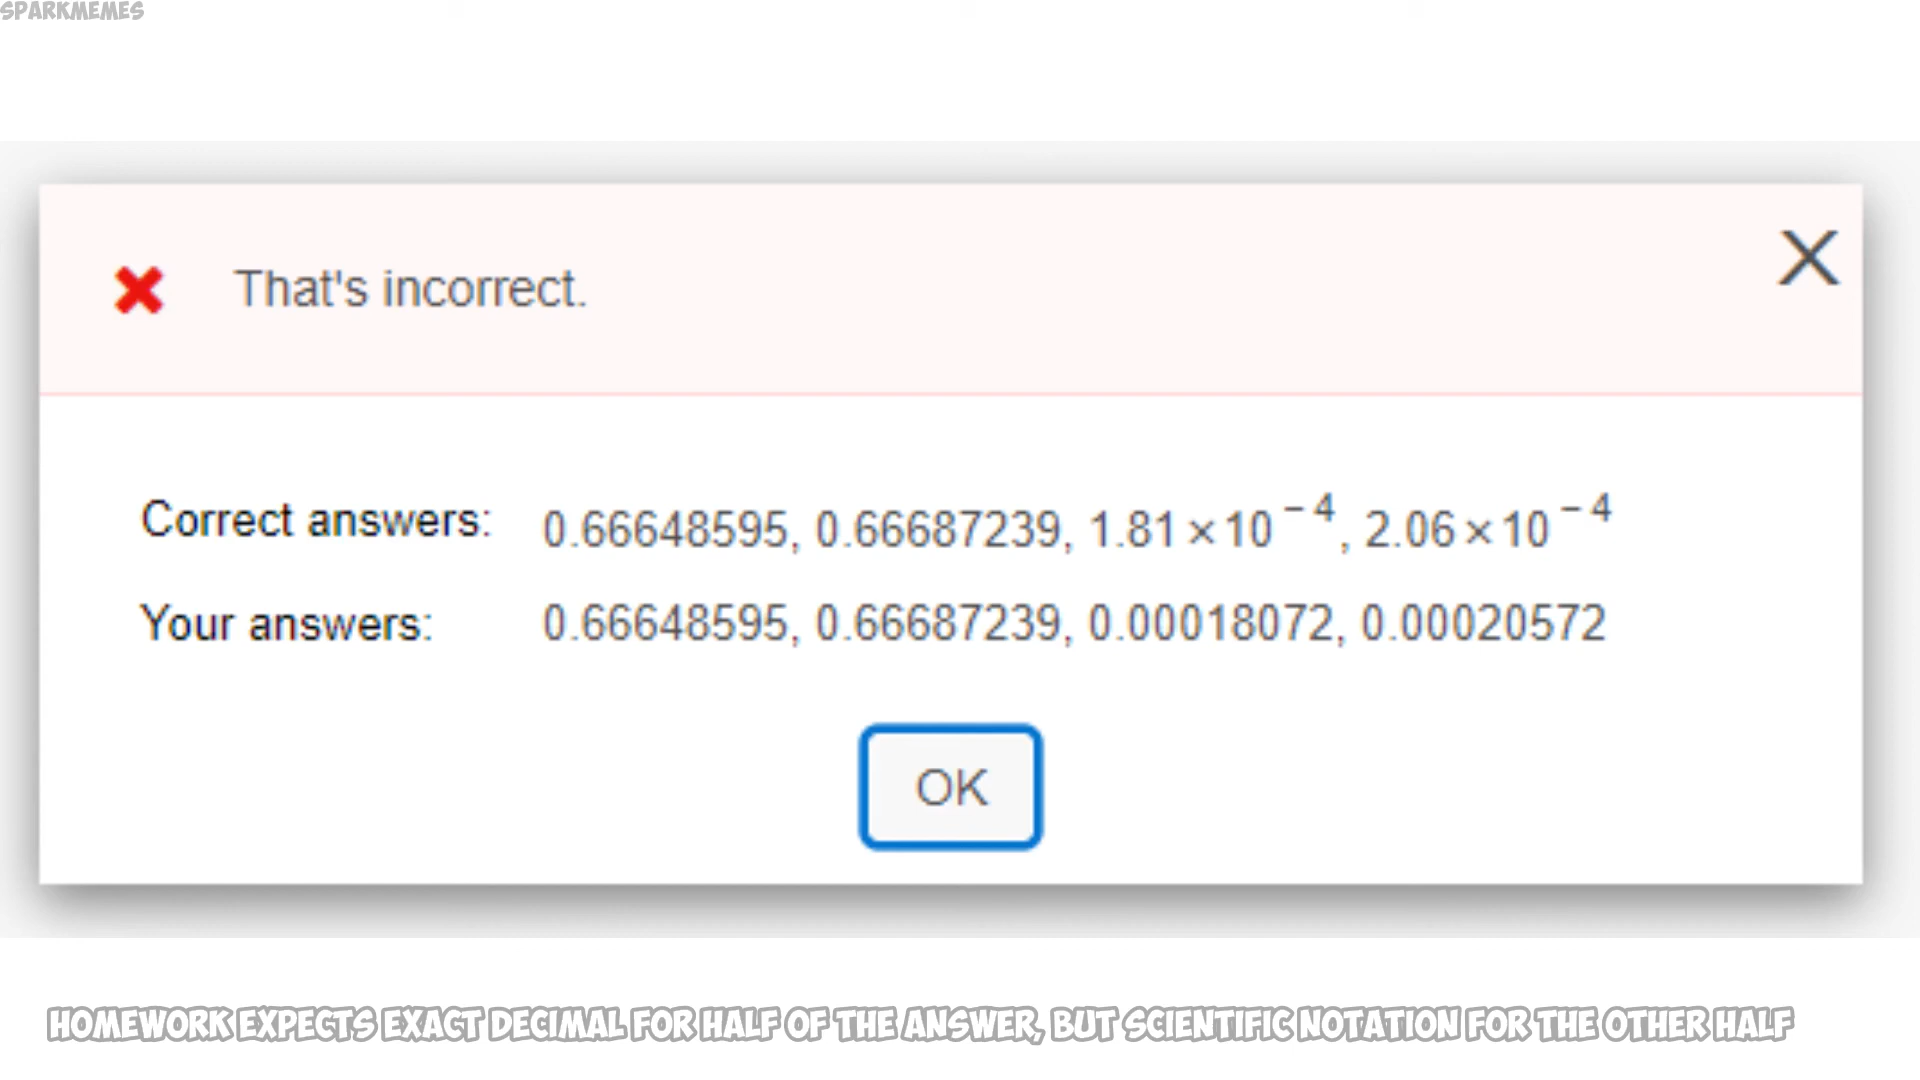 SPARKMEMES
That's incorrect.
Correct answers: 0.66648595, 0.66687239, 1.81×10⁻⁴, 2.06×10⁻⁴
Your answers: 0.66648595, 0.66687239, 0.00018072, 0.00020572
OK
HOMEWORK EXPECTS EXACT DECIMAL FOR HALF OF THE ANSWER, BUT SCIENTIFIC NOTATION FOR THE OTHER HALF